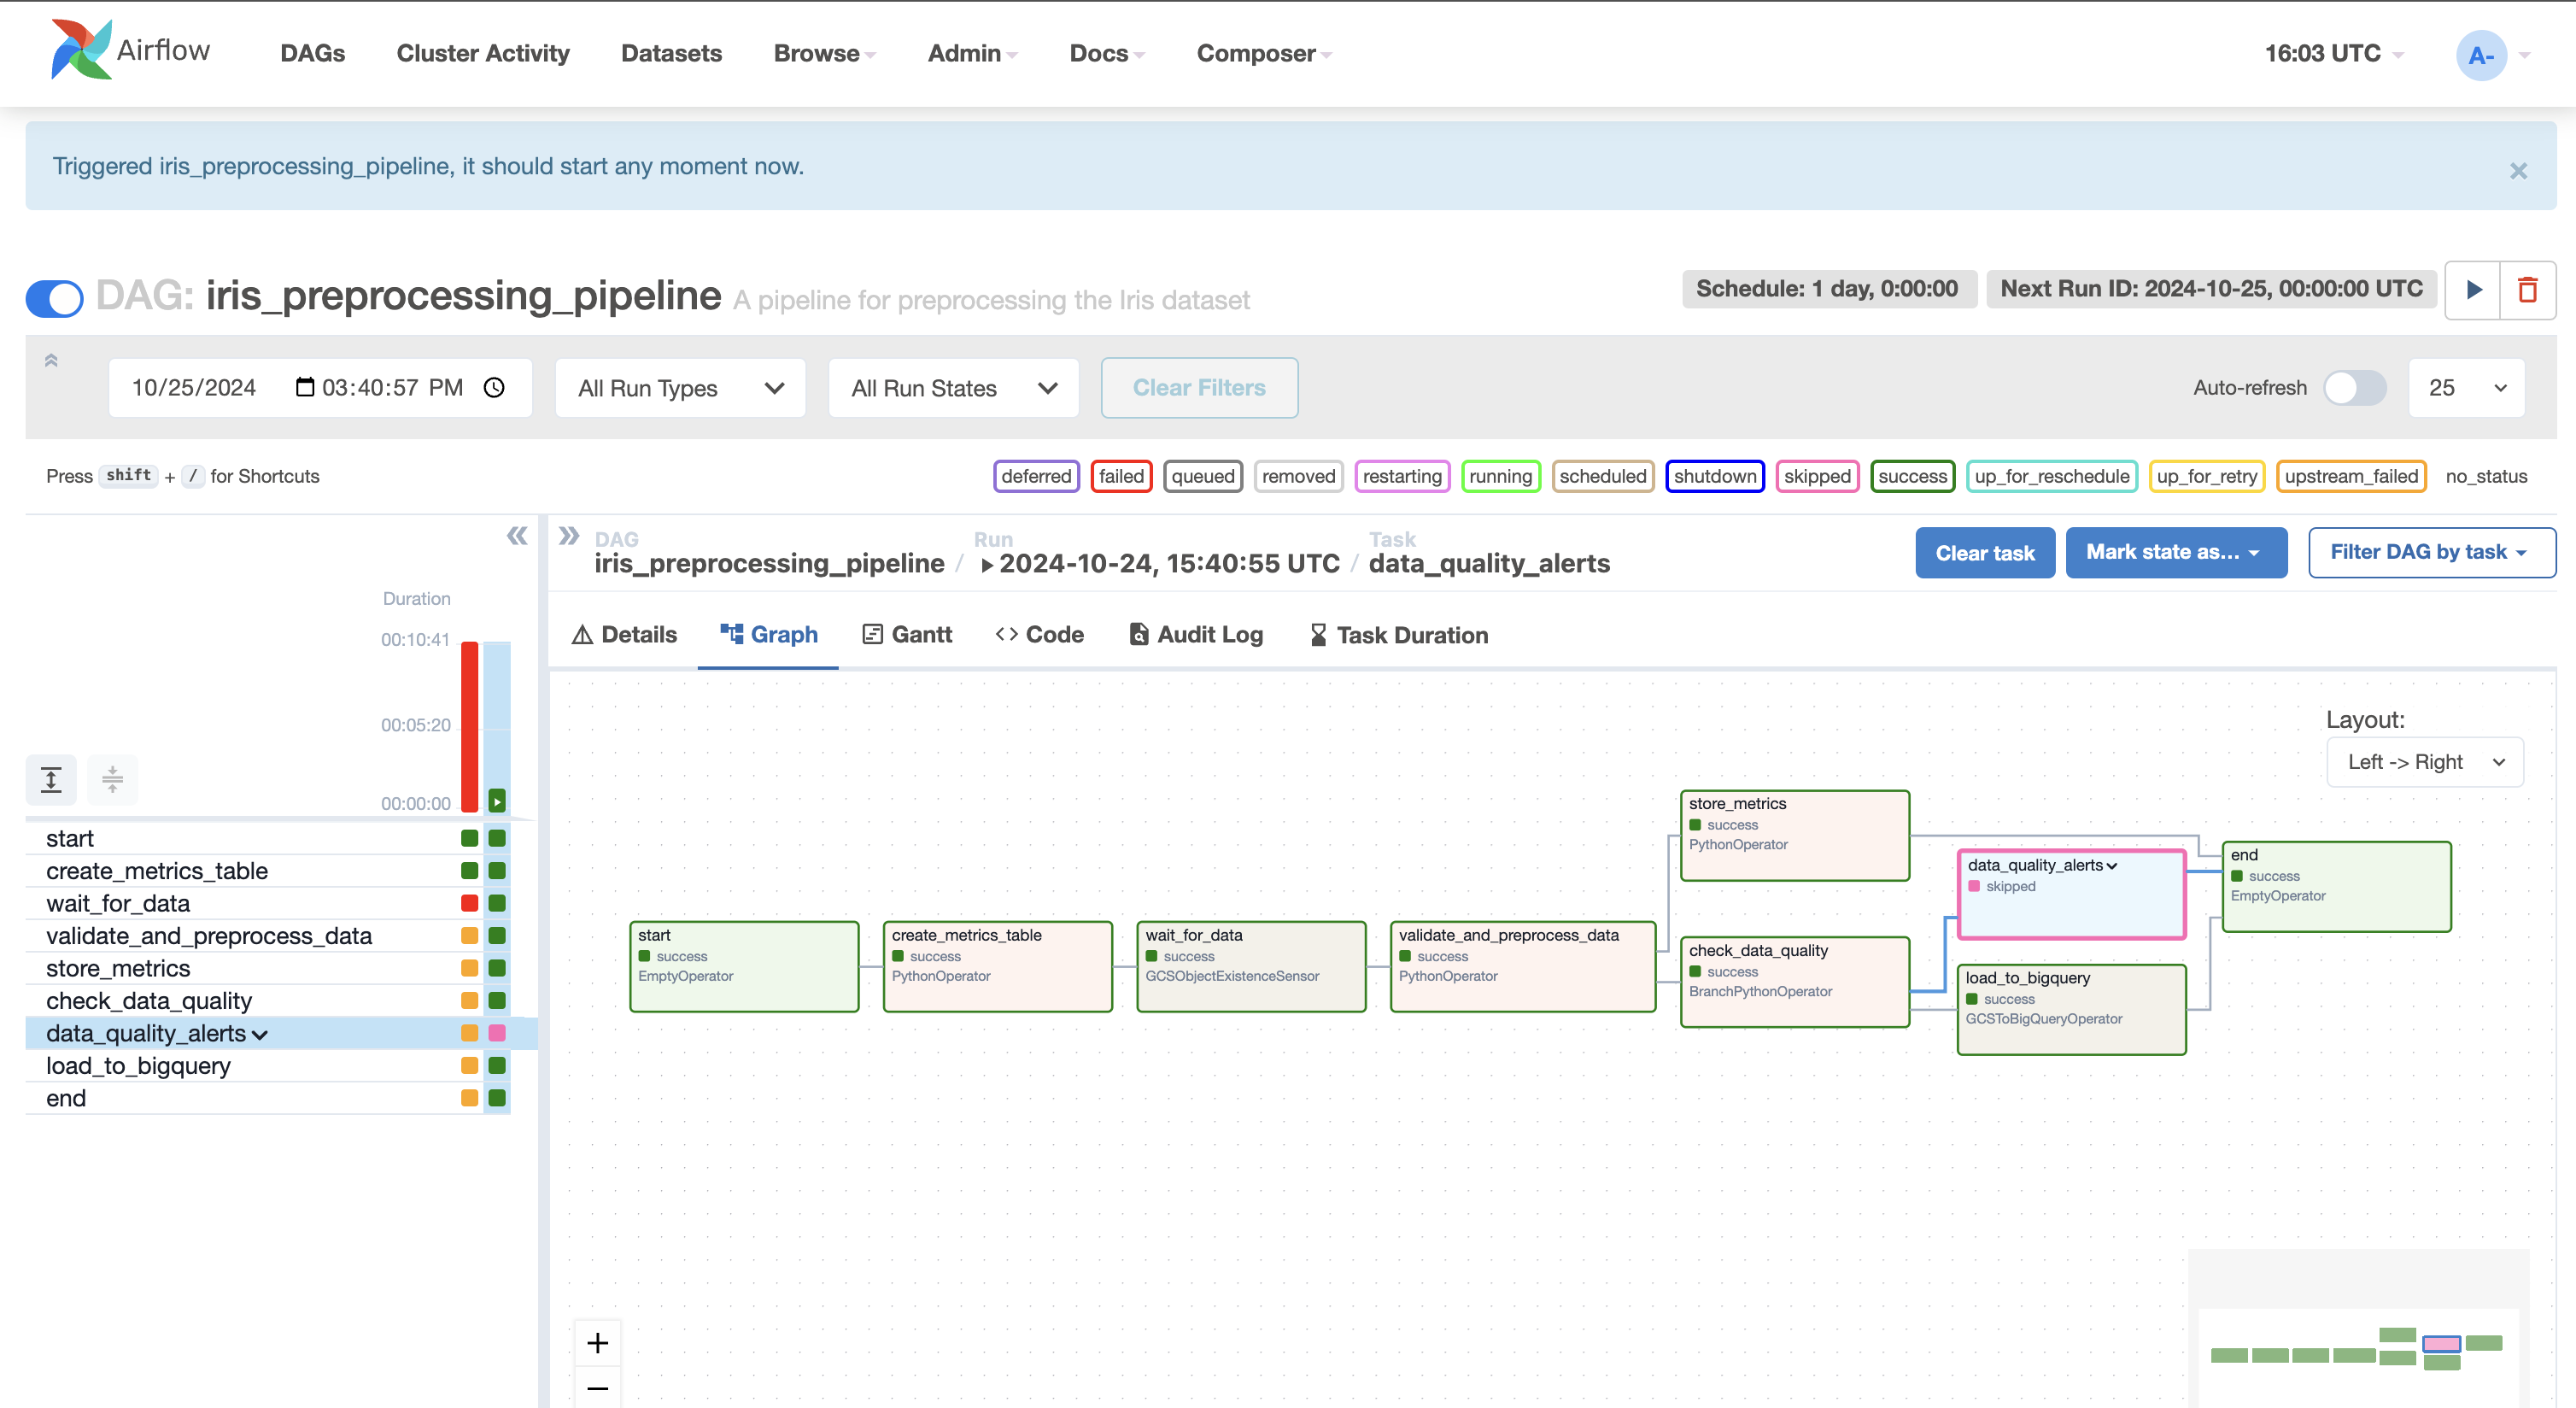 Airflow DAGs Cluster Activity Datasets Browse Admin Docs Composer 16:03 UTC A-
Triggered iris_preprocessing_pipeline, it should start any moment now. ×
DAG: iris_preprocessing_pipeline A pipeline for preprocessing the Iris dataset Schedule: 1 day, 0:00:00 Next Run ID: 2024-10-25, 00:00:00 UTC
10/25/2024 03:40:57 PM All Run Types All Run States Clear Filters Auto-refresh 25
Press shift + / for Shortcuts deferred failed queued removed restarting running scheduled shutdown skipped success up_for_reschedule up_for_retry upstream_failed no_status
DAG Run Task
iris_preprocessing_pipeline / 2024-10-24, 15:40:55 UTC / data_quality_alerts
Clear task Mark state as... Filter DAG by task
Details Graph Gantt Code Audit Log Task Duration
Duration
00:10:41
00:05:20
00:00:00
start
create_metrics_table
wait_for_data
validate_and_preprocess_data
store_metrics
check_data_quality
data_quality_alerts
load_to_bigquery
end
Layout:
Left -> Right
start
success
EmptyOperator
create_metrics_table
success
PythonOperator
wait_for_data
success
GCSObjectExistenceSensor
validate_and_preprocess_data
success
PythonOperator
store_metrics
success
PythonOperator
check_data_quality
success
BranchPythonOperator
data_quality_alerts
skipped
load_to_bigquery
success
GCSToBigQueryOperator
end
success
EmptyOperator
+
−